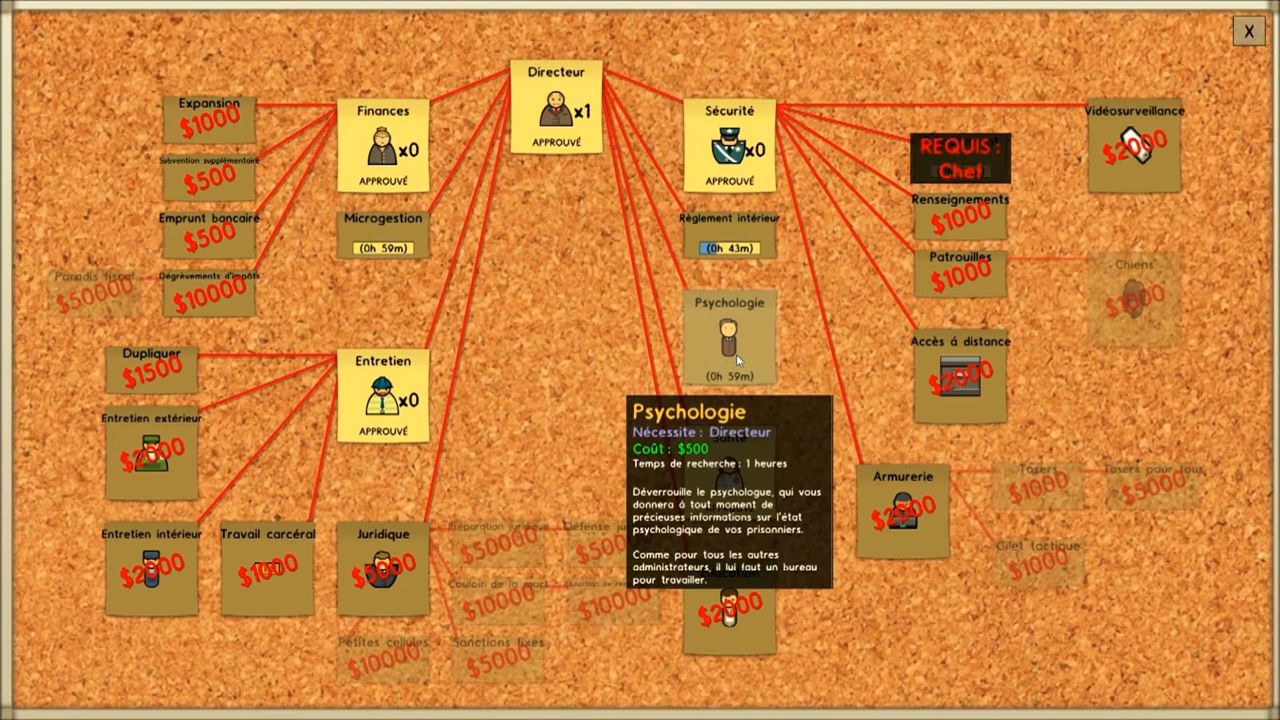 X
Directeur
x1
APPROUVÉ
Expansion
$1000
Subvention supplémentaire
$500
Emprunt bancaire
$500
Dégrèvements d'impôts
$10000
Paradis fiscal
$50000
Finances
x0
APPROUVÉ
Microgestion
(0h 59m)
Sécurité
x0
APPROUVÉ
Règlement intérieur
(0h 43m)
Psychologie
(0h 59m)
REQUIS :
Chef
Renseignements
$1000
Patrouilles
$1000
Accès á distance
$2000
Vidéosurveillance
$2000
Chiens
Dupliquer
$1500
Entretien extérieur
$2000
Entretien
x0
APPROUVÉ
Entretien intérieur
$2000
Travail carcéral
$1000
Juridique
$5000
Préparation juridique
$50000
Défense ju
$500
Couloir de la mort
$10000
$10000
Petites cellules
$10000
Sanctions fixes
$5000
Psychologie
Nécessite : Directeur
Coût : $500
Temps de recherche : 1 heures
Déverrouille le psychologue, qui vous
donnera á tout moment de
précieuses informations sur l'état
psychologique de vos prisonniers.
Comme pour tous les autres
administrateurs, il lui faut un bureau
pour travailler.
$2000
Armurerie
$2000
Tasers
$1000
Tasers pour tous
$5000
Gilet tactique
$1000